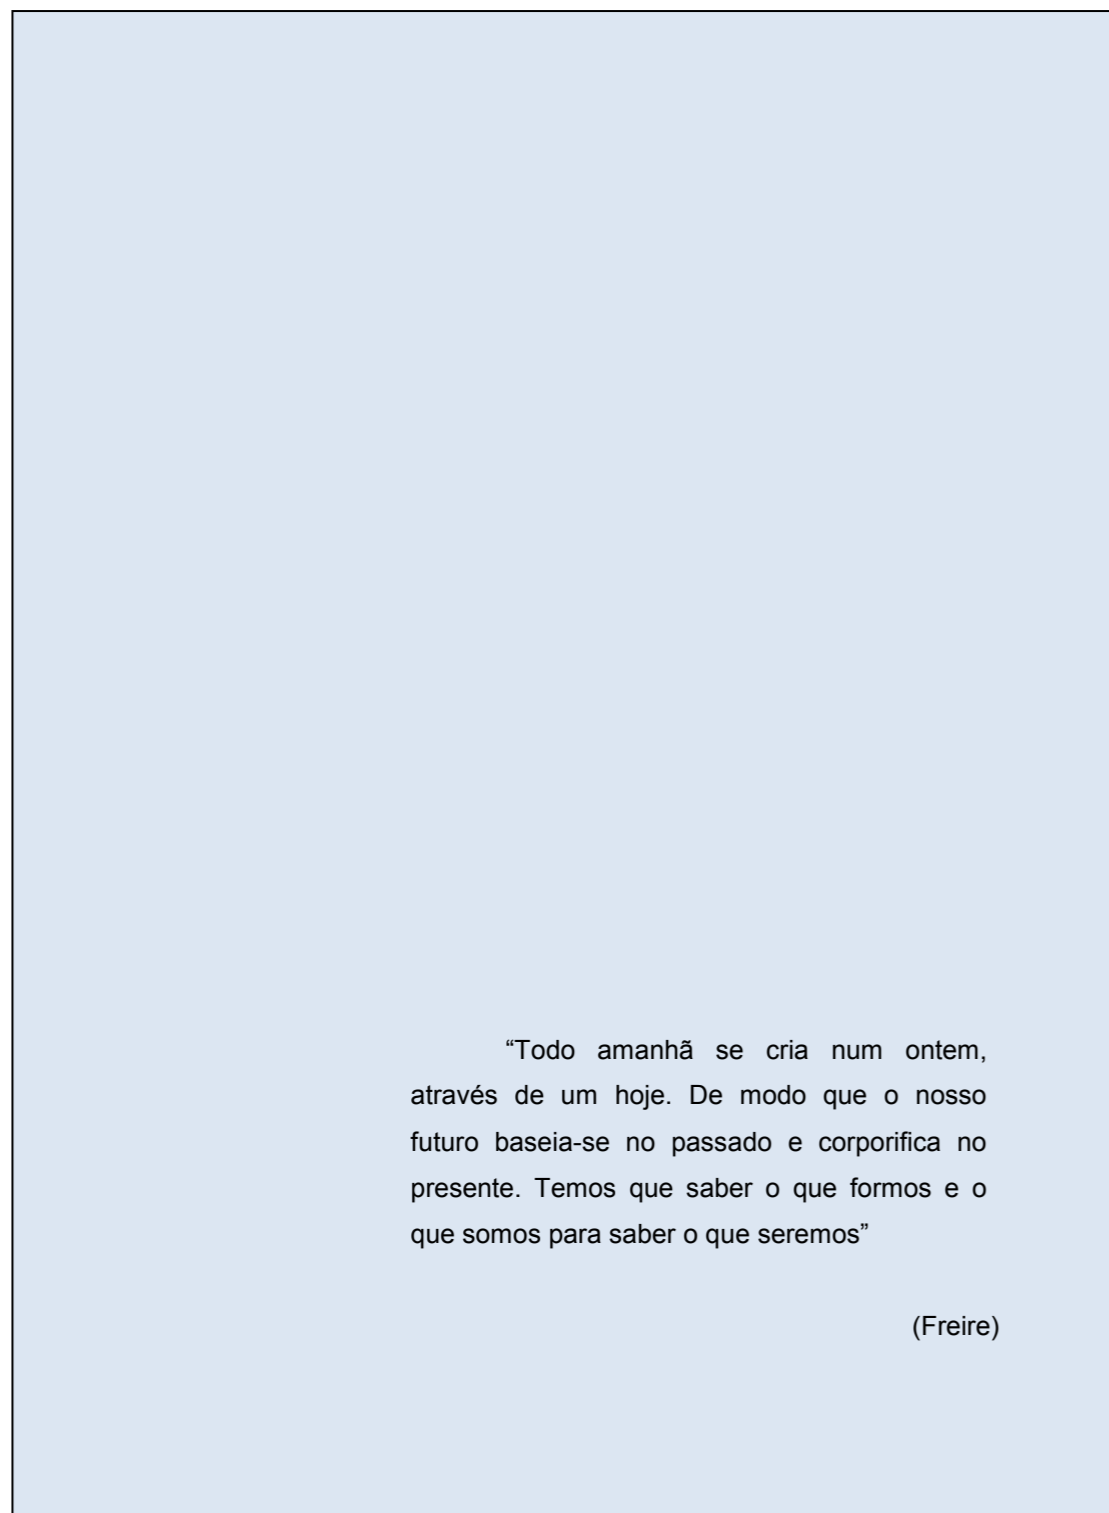 “Todo amanhã se cria num ontem,
através de um hoje. De modo que o nosso
futuro baseia-se no passado e corporifica no
presente. Temos que saber o que formos e o
que somos para saber o que seremos”
(Freire)